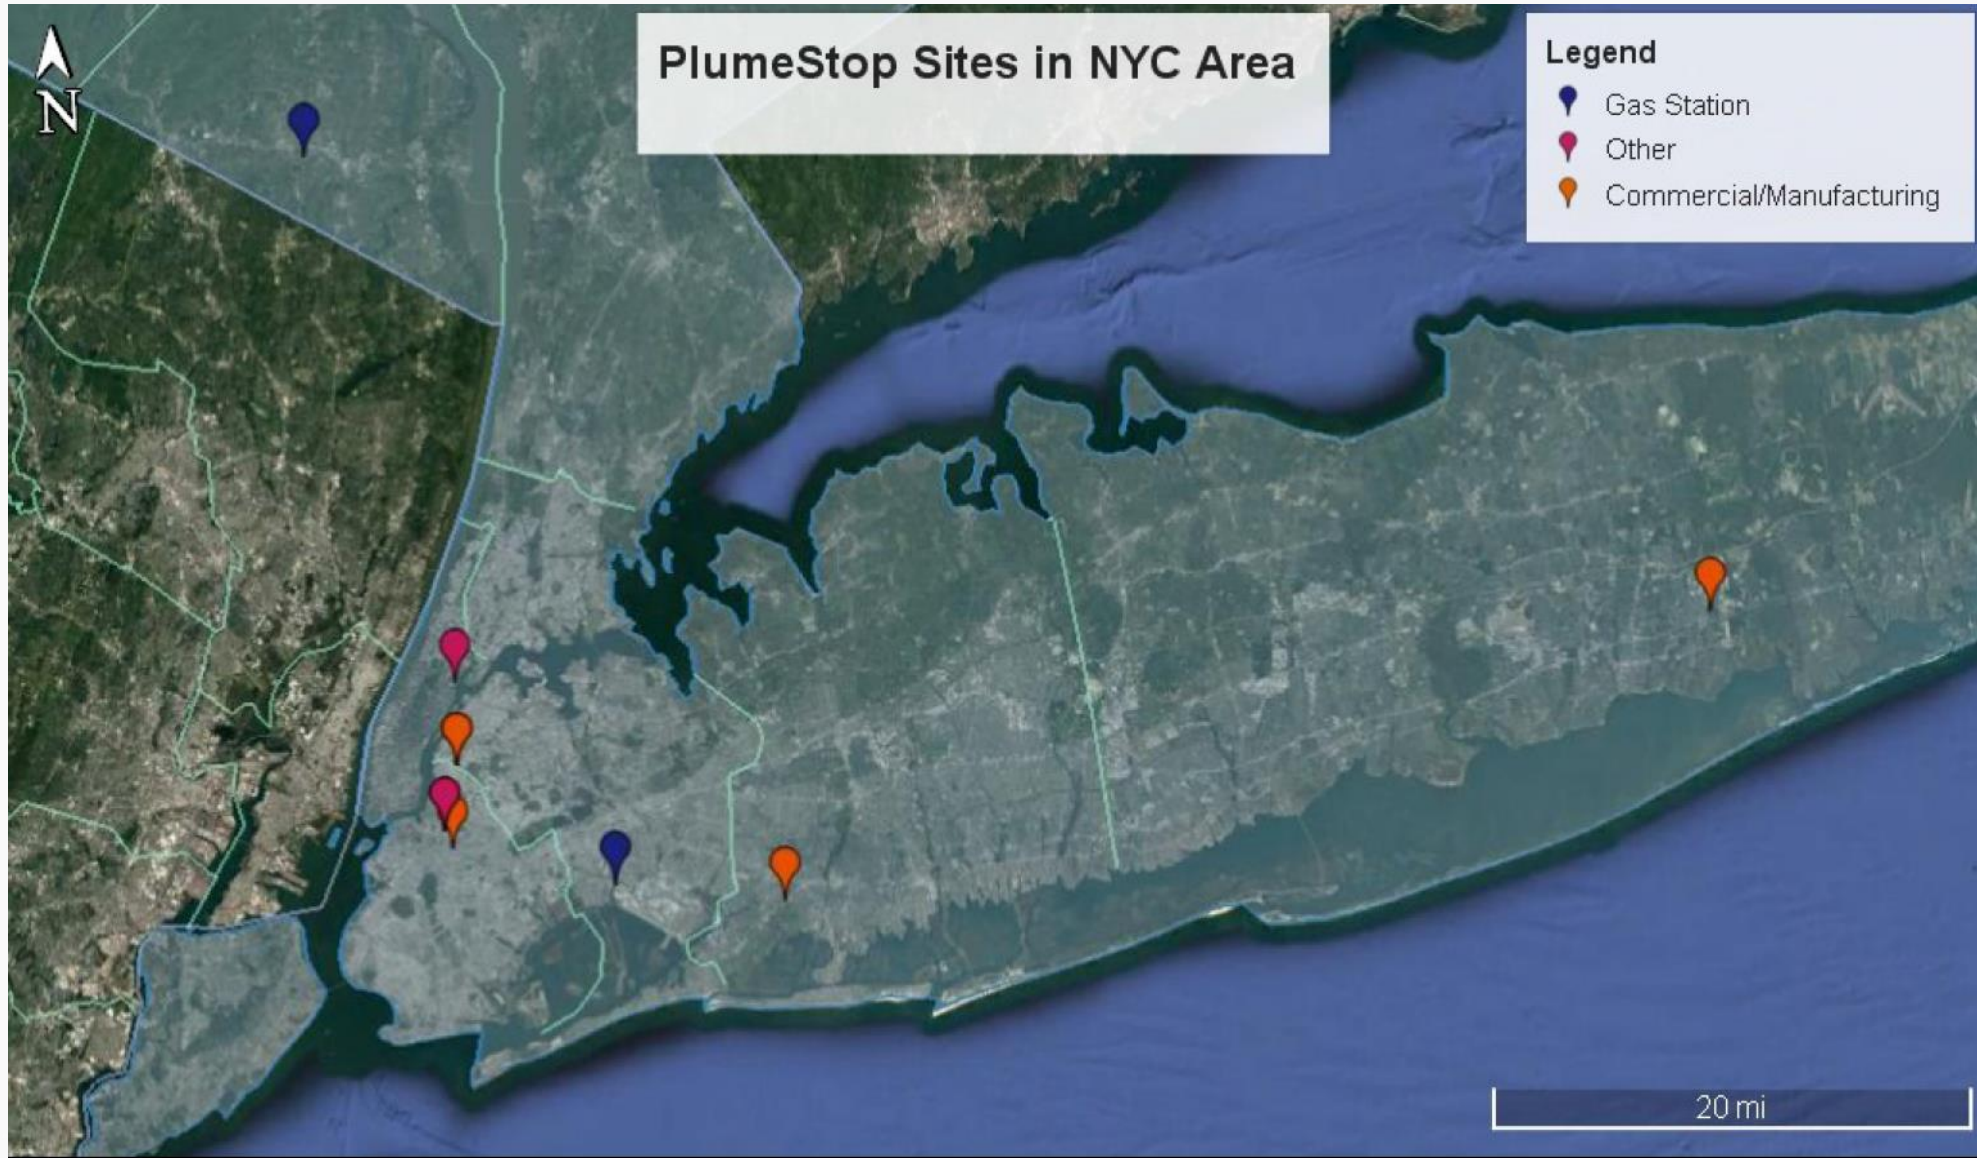 N
PlumeStop Sites in NYC Area
Legend
Gas Station
Other
Commercial/Manufacturing
20 mi